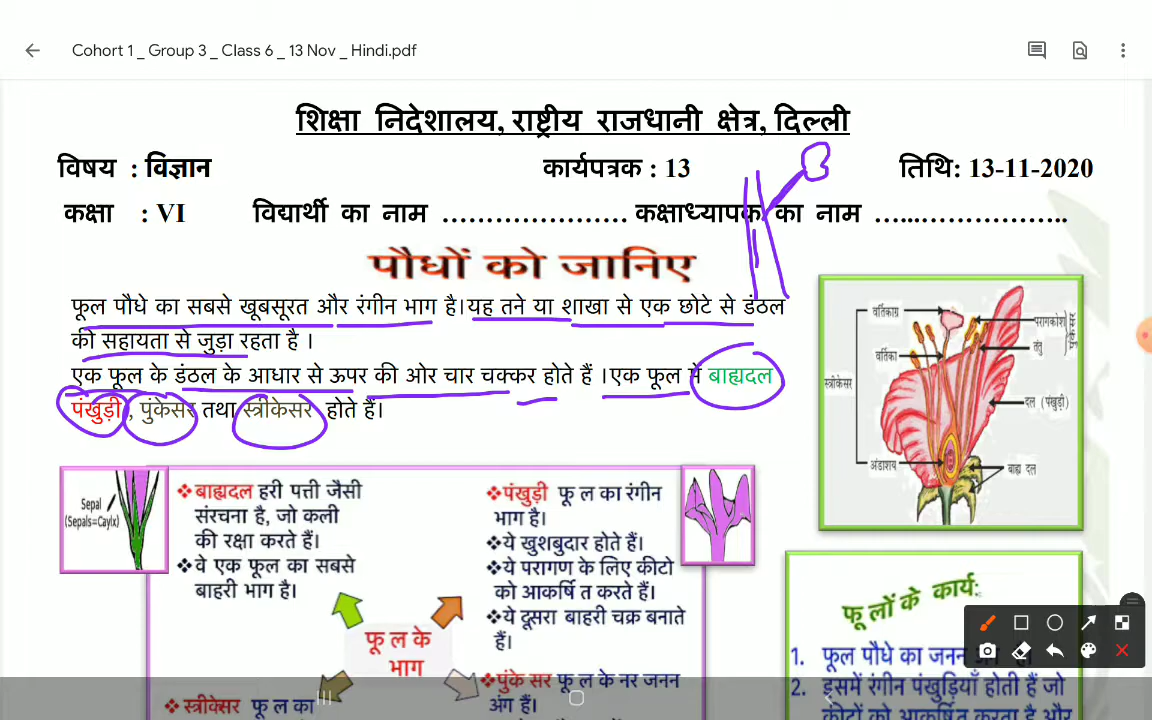 Cohort 1 _ Group 3 _ Class 6 _ 13 Nov _ Hindi.pdf
शिक्षा निदेशालय, राष्ट्रीय राजधानी क्षेत्र, दिल्ली
विषय : विज्ञान कार्यपत्रक : 13 तिथि: 13-11-2020
कक्षा : VI विद्यार्थी का नाम ………………… कक्षाध्यापक का नाम …...……………..
पौधों को जानिए
फूल पौधे का सबसे खूबसूरत और रंगीन भाग है।यह तने या शाखा से एक छोटे से डंठल
की सहायता से जुड़ा रहता है ।
एक फूल के डंठल के आधार से ऊपर की ओर चार चक्कर होते हैं ।एक फूल में बाह्यदल
पंखुड़ी , पुंकेसर तथा स्त्रीकेसर होते हैं।
वर्तिकाग्र
परागकोश
पुंकेसर
तंतु
वर्तिका
स्त्रीकेसर
दल (पंखुड़ी)
अंडाशय
बाह्य दल
Sepal
(Sepals=Caylx)
❖बाह्यदल हरी पत्ती जैसी
संरचना है, जो कली
की रक्षा करते हैं।
❖वे एक फूल का सबसे
बाहरी भाग है।
❖पंखुड़ी फू ल का रंगीन
भाग है।
❖ये खुशबुदार होते हैं।
❖ये परागण के लिए कीटो
को आकर्षि त करते हैं।
❖ये दूसरा बाहरी चक्र बनाते
हैं।
फू ल के
भाग
❖स्त्रीकेसर फू ल का
❖पुंके सर फू ल के नर जनन
अंग हैं।
फू लों के कार्य:
1. फूल पौधे का जनन अंग है।
2. इसमें रंगीन पंखुड़ियाँ होती हैं जो
कीटों को आकर्षित करता है और